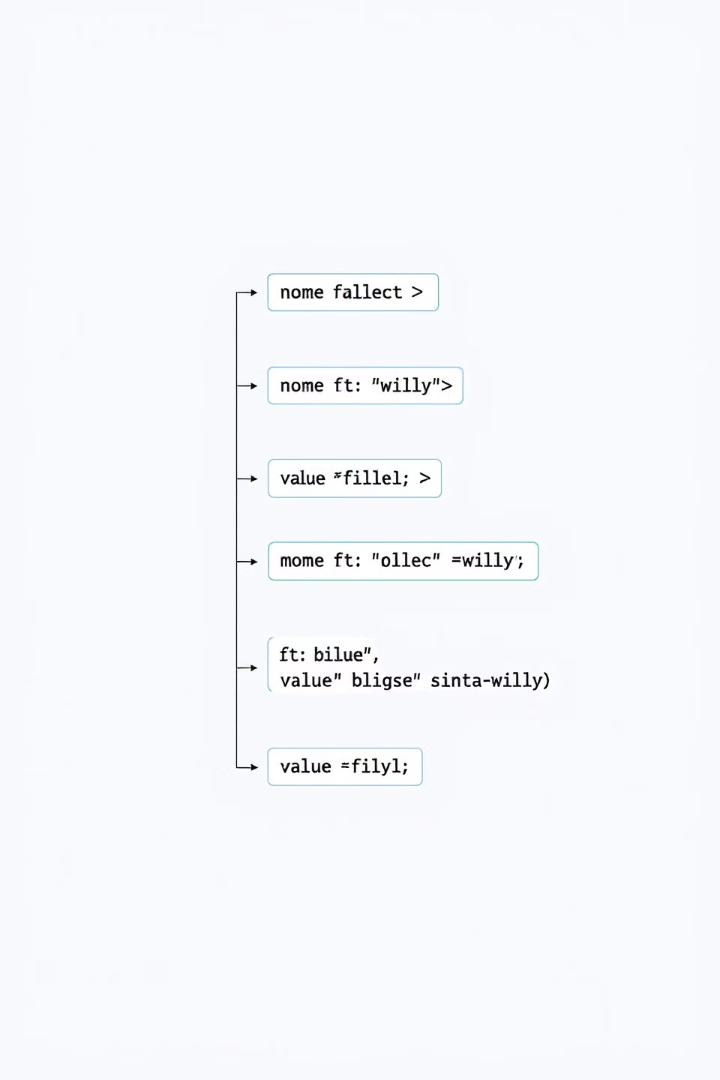 nome fallect >
nome ft: "willy">
value "fillel; >
mome ft: "ollec" =willy';
ft: bilue",
value" bligse" sinta-willy)
value =filyl;